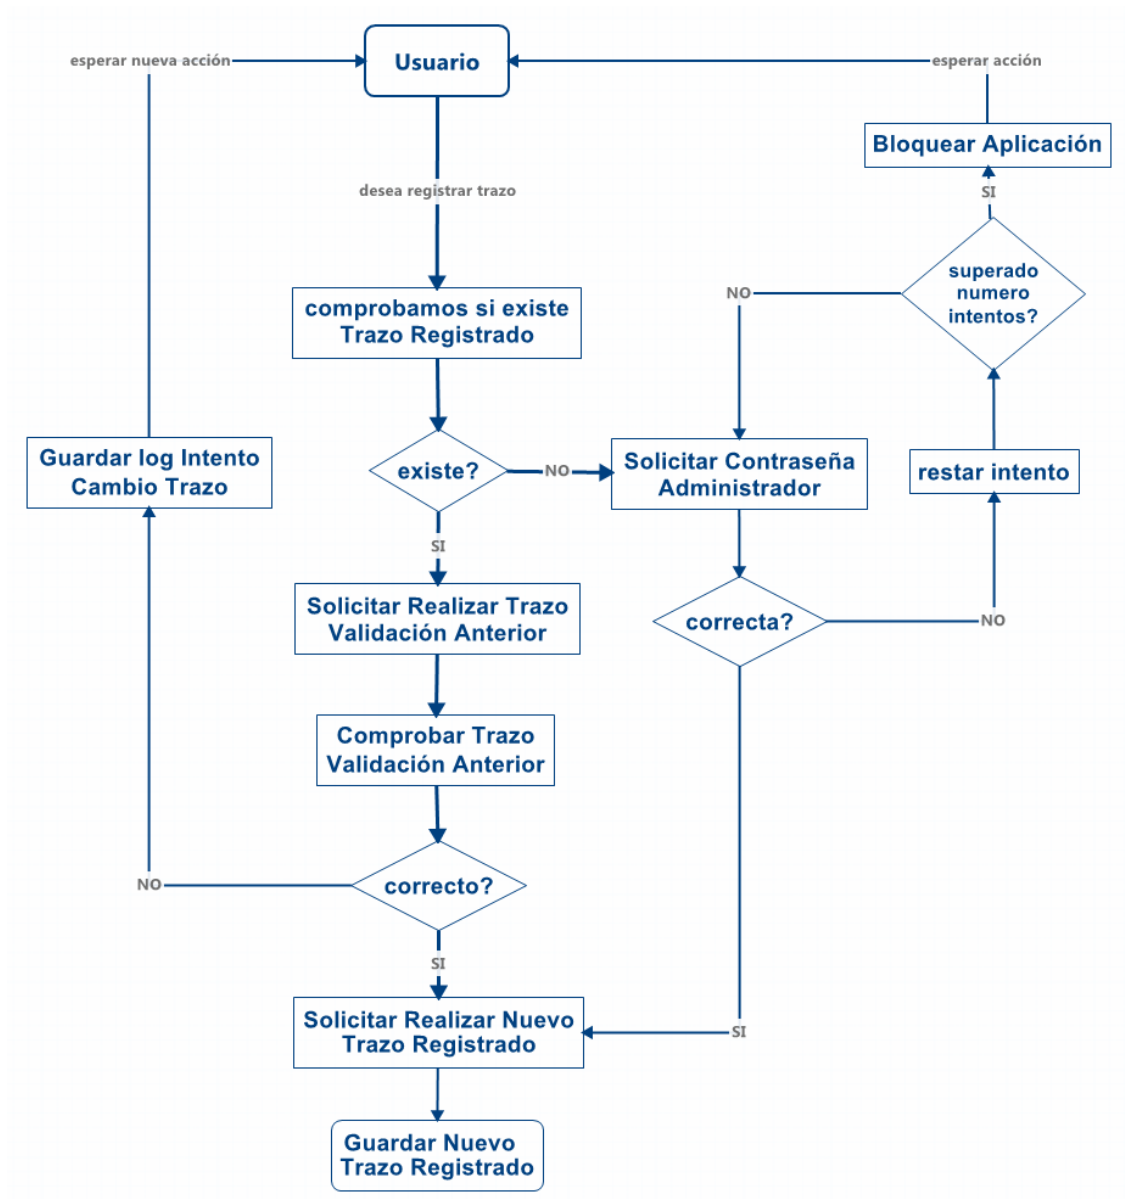 esperar nueva acción
Usuario
esperar acción
Bloquear Aplicación
desea registrar trazo
SI
superado
numero
intentos?
NO
comprobamos si existe
Trazo Registrado
Guardar log Intento
Cambio Trazo
existe?
NO
Solicitar Contraseña
Administrador
restar intento
SI
Solicitar Realizar Trazo
Validación Anterior
correcta?
NO
Comprobar Trazo
Validación Anterior
NO
correcto?
SI
Solicitar Realizar Nuevo
Trazo Registrado
SI
Guardar Nuevo
Trazo Registrado